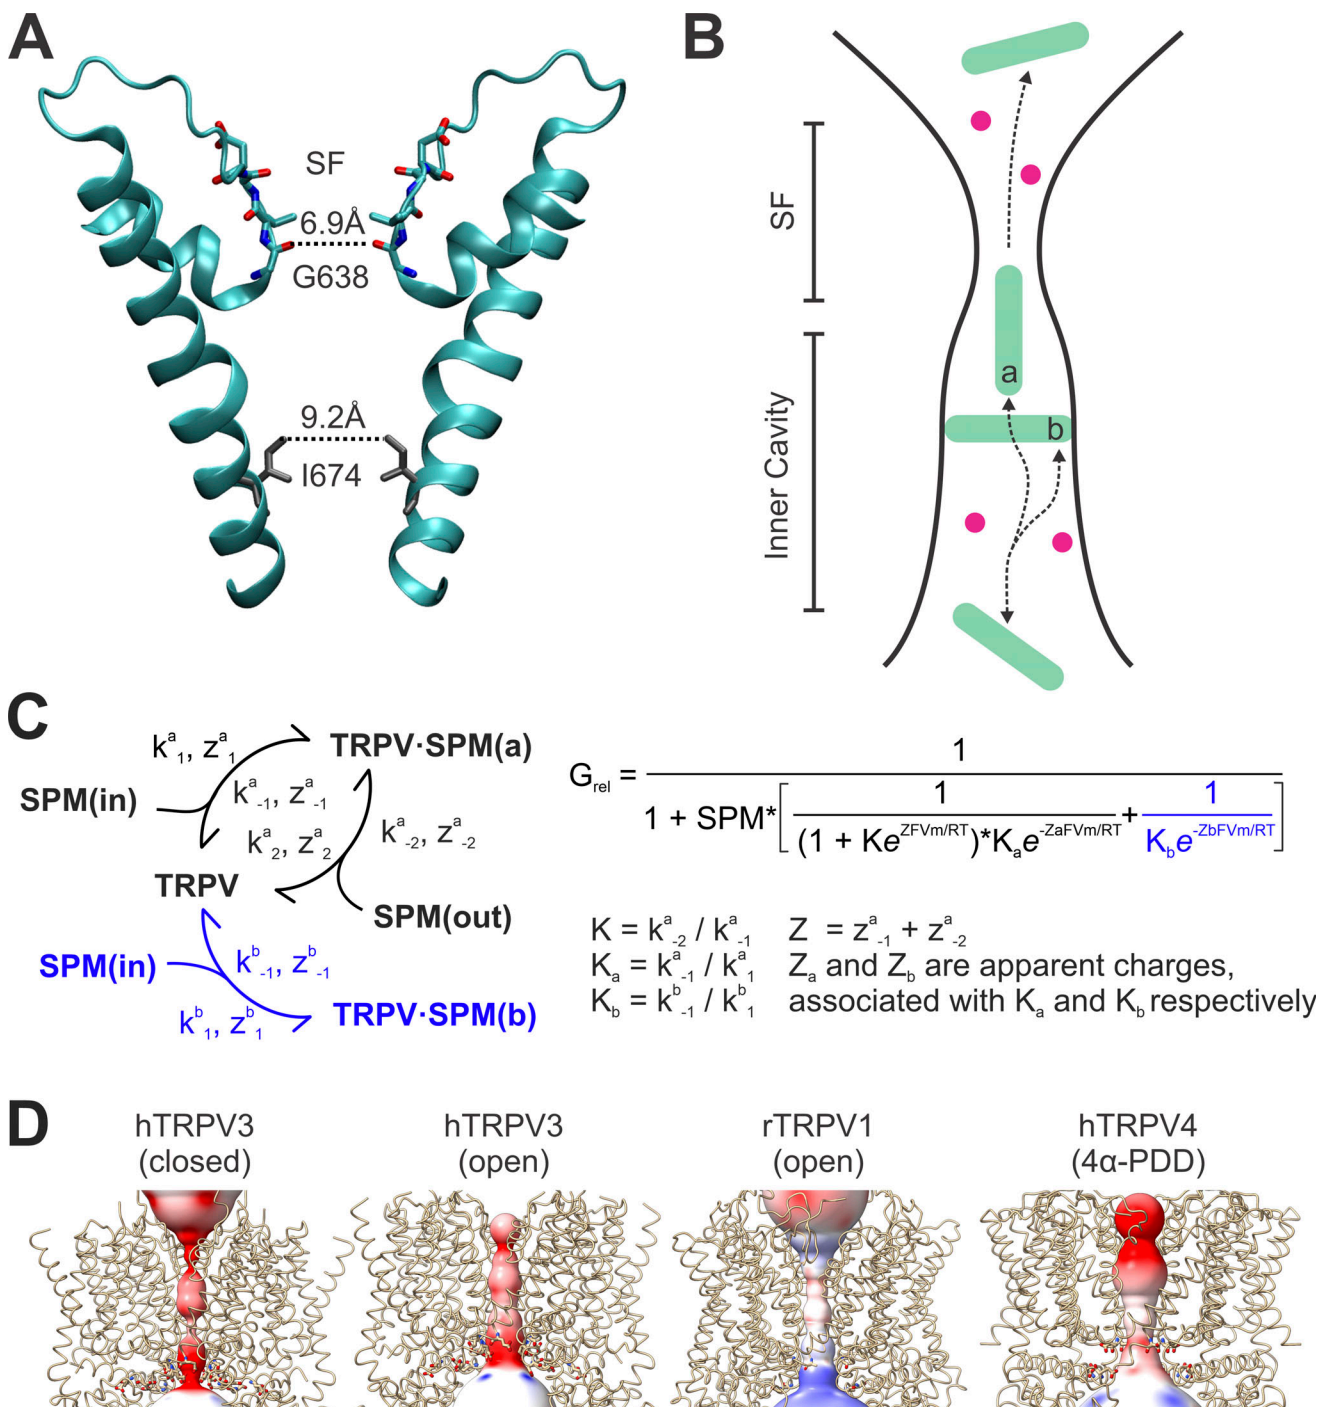 A
SF
6.9Å
G638
9.2Å
I674
B
SF
Inner Cavity
a
b
C
k^a_1, z^a_1
TRPV·SPM(a)
SPM(in)
k^a_-1, z^a_-1
k^a_2, z^a_2
k^a_-2, z^a_-2
TRPV
SPM(out)
SPM(in)
k^b_-1, z^b_-1
k^b_1, z^b_1
TRPV·SPM(b)
G_rel = 1 / 1 + SPM*[1 / (1 + Ke^ZFVm/RT)*K_a e^-ZaFVm/RT + 1 / K_b e^-ZbFVm/RT]
K = k^a_-2 / k^a_-1 Z = z^a_-1 + z^a_-2
K_a = k^a_-1 / k^a_1 Z_a and Z_b are apparent charges,
K_b = k^b_-1 / k^b_1 associated with K_a and K_b respectively
D
hTRPV3
(closed)
hTRPV3
(open)
rTRPV1
(open)
hTRPV4
(4α-PDD)